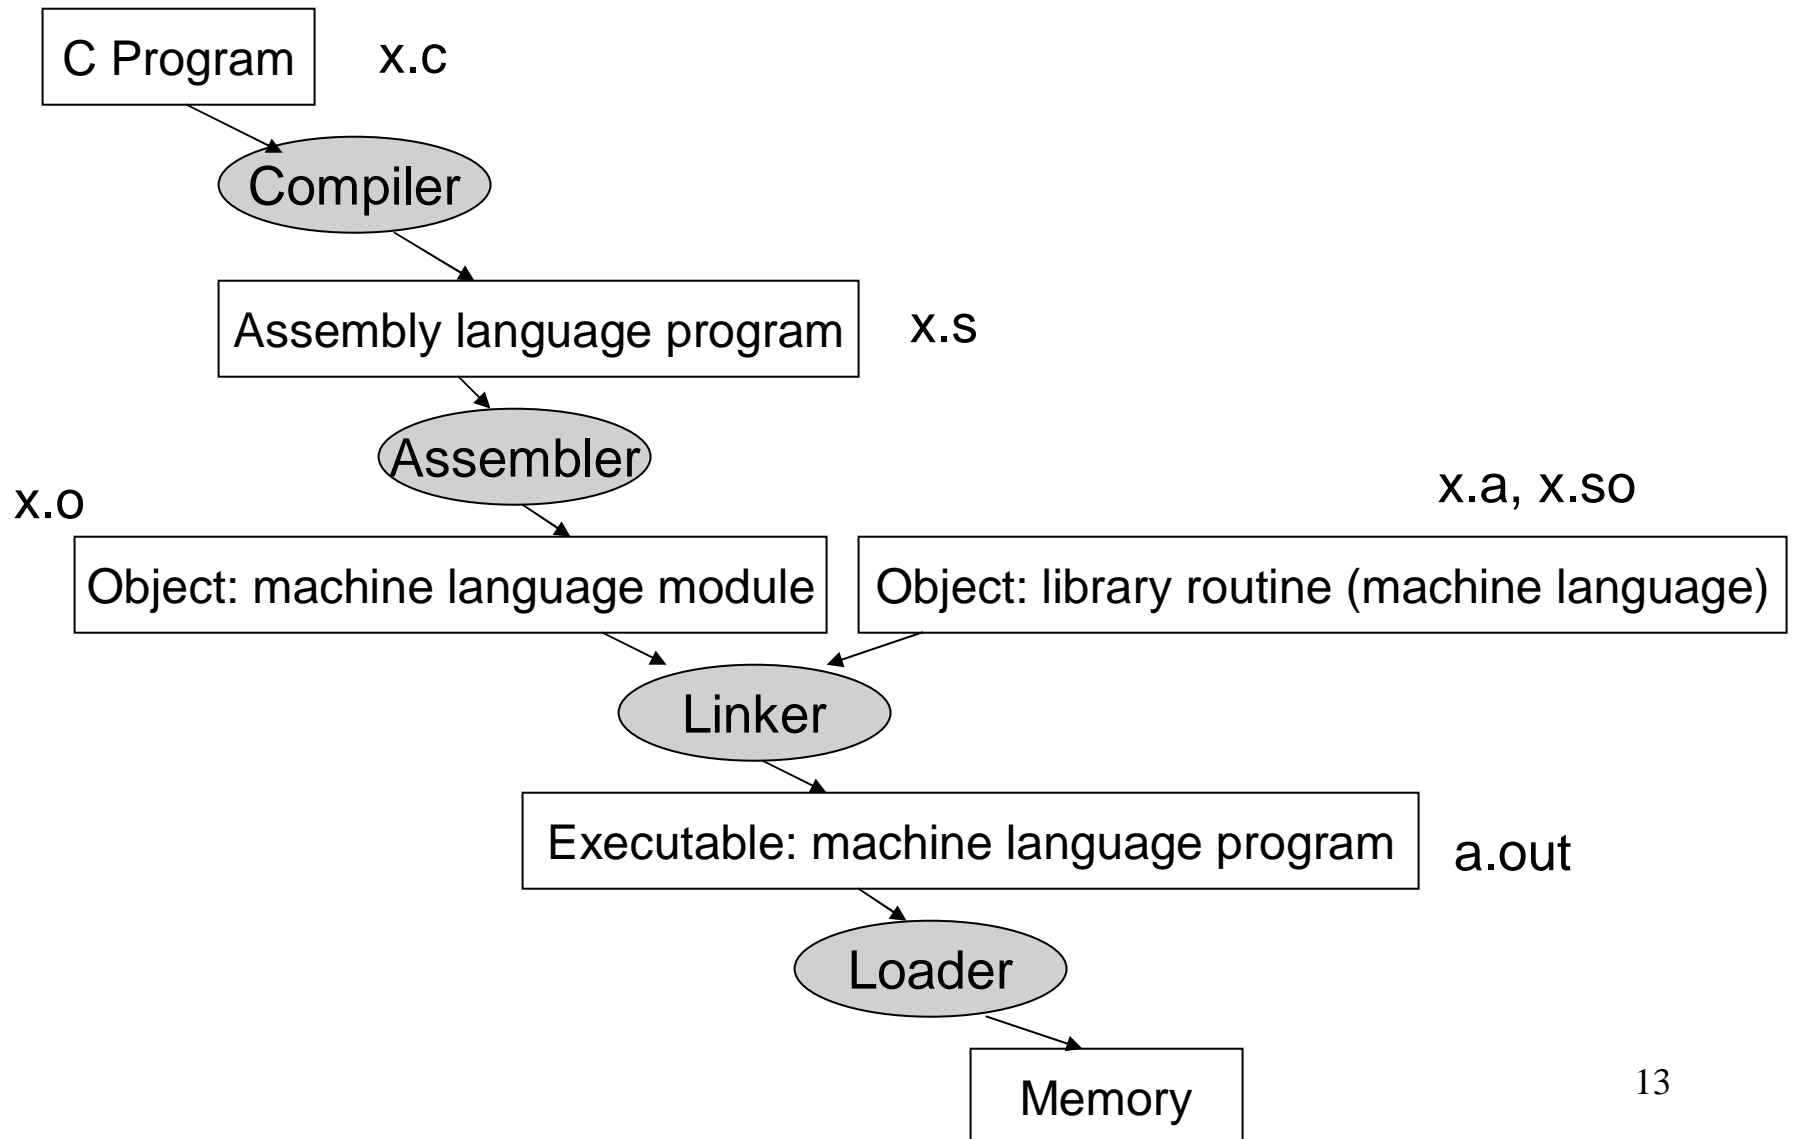 C Program
x.c
Compiler
Assembly language program
x.s
Assembler
x.o
x.a, x.so
Object: machine language module
Object: library routine (machine language)
Linker
Executable: machine language program
a.out
Loader
Memory
13